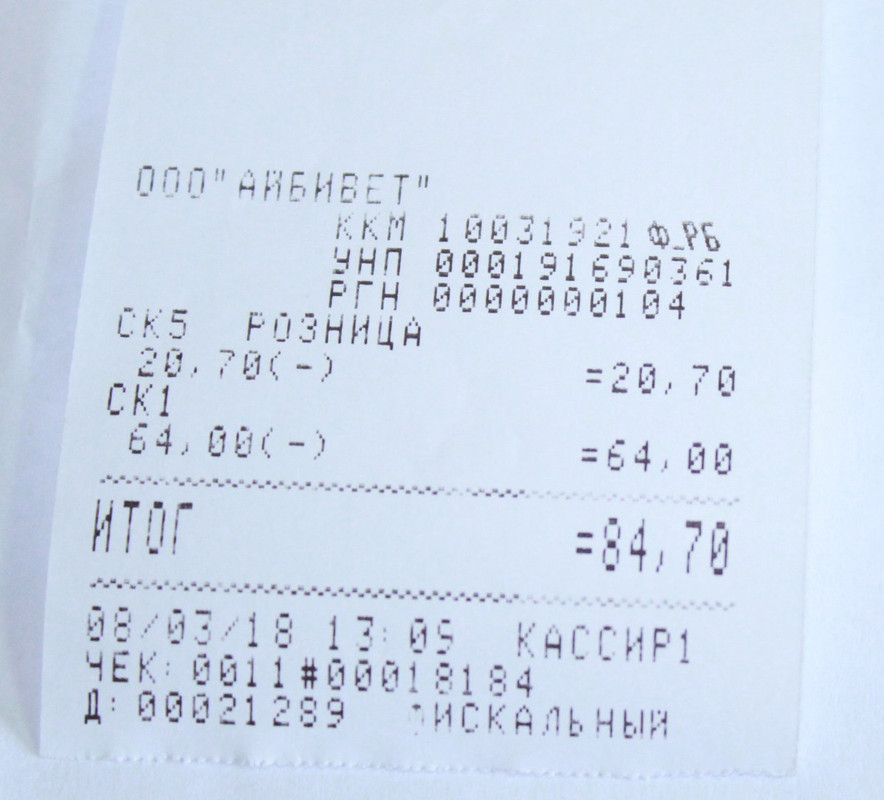 ООО"АЙБИВЕТ"
ККМ 10031921 Ф_РБ
УНП 000191690361
РГН 0000000104
СК5 РОЗНИЦА
20,70(-) =20,70
СК1
64,00(-) =64,00
ИТОГ =84,70
08/03/18 13:09 КАССИР1
ЧЕК:0011#00018184
Д:00021289 ФИСКАЛЬНЫЙ